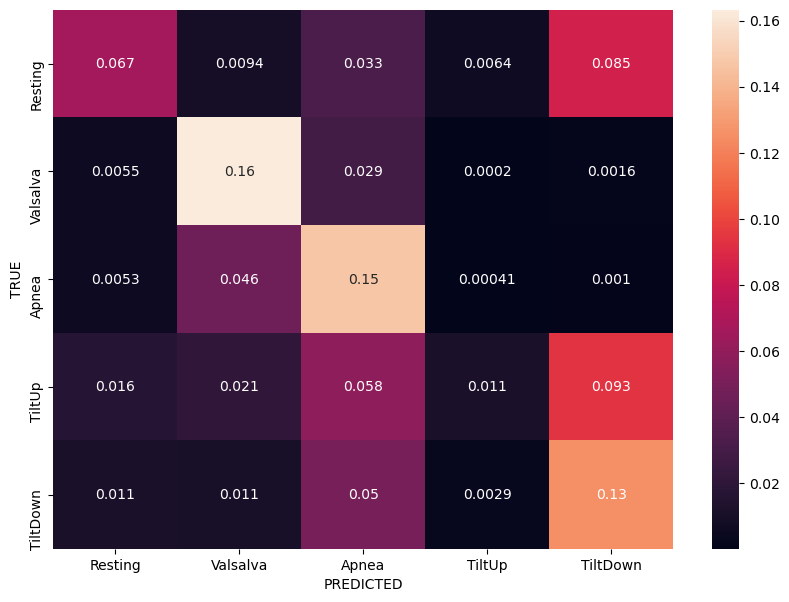 0.067 0.0094 0.033 0.0064 0.085
0.0055 0.16 0.029 0.0002 0.0016
0.0053 0.046 0.15 0.00041 0.001
0.016 0.021 0.058 0.011 0.093
0.011 0.011 0.05 0.0029 0.13
Resting
Valsalva
Apnea
TiltUp
TiltDown
TRUE
Resting Valsalva Apnea TiltUp TiltDown
PREDICTED
0.16
0.14
0.12
0.10
0.08
0.06
0.04
0.02